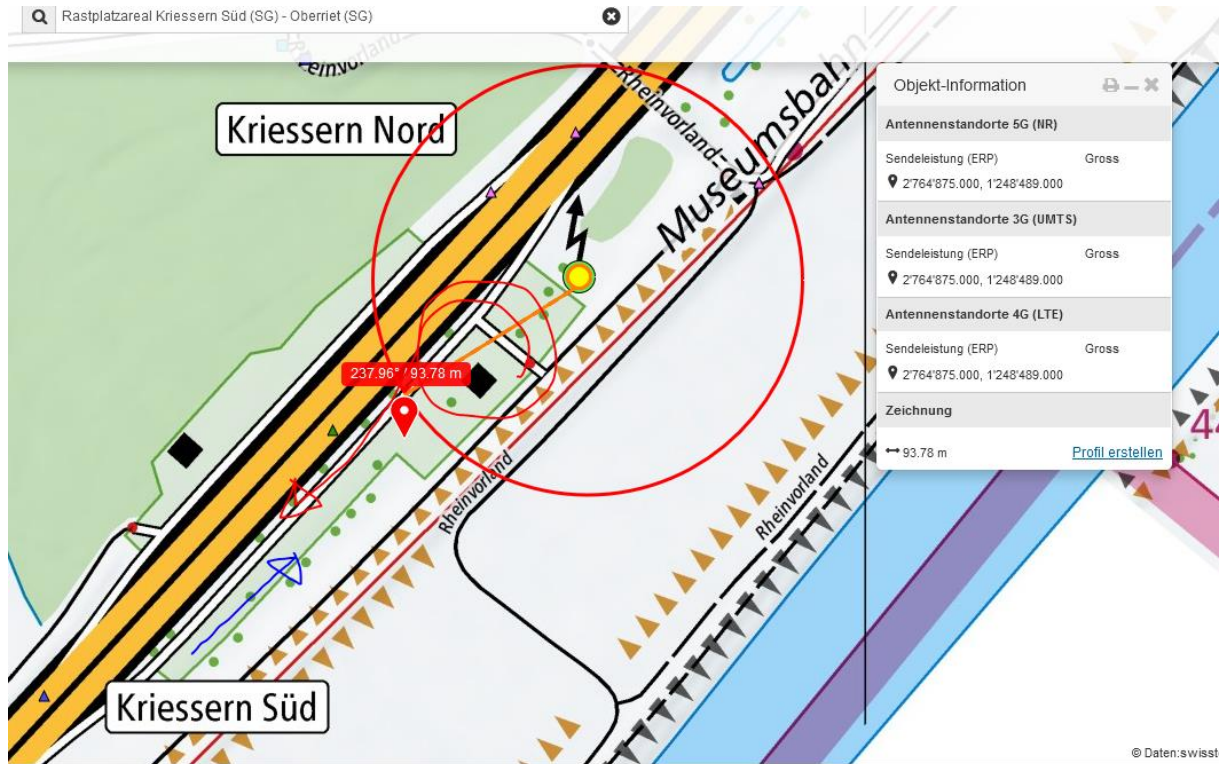 Rastplatzareal Kriessern Süd (SG) - Oberriet (SG)
Rheinvorland
Kriessern Nord
Rheinvorland
Museumsbahn
237.96° / 93.78 m
Rheinvorland
Rheinvorland
Kriessern Süd
Objekt-Information
Antennenstandorte 5G (NR)
Sendeleistung (ERP) Gross
2'764'875.000, 1'248'489.000
Antennenstandorte 3G (UMTS)
Sendeleistung (ERP) Gross
2'764'875.000, 1'248'489.000
Antennenstandorte 4G (LTE)
Sendeleistung (ERP) Gross
2'764'875.000, 1'248'489.000
Zeichnung
93.78 m Profil erstellen
© Daten:swisst